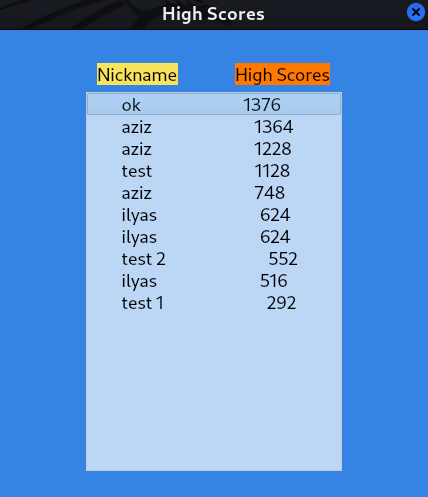 High Scores
Nickname High Scores
ok 1376
aziz 1364
aziz 1228
test 1128
aziz 748
ilyas 624
ilyas 624
test 2 552
ilyas 516
test 1 292